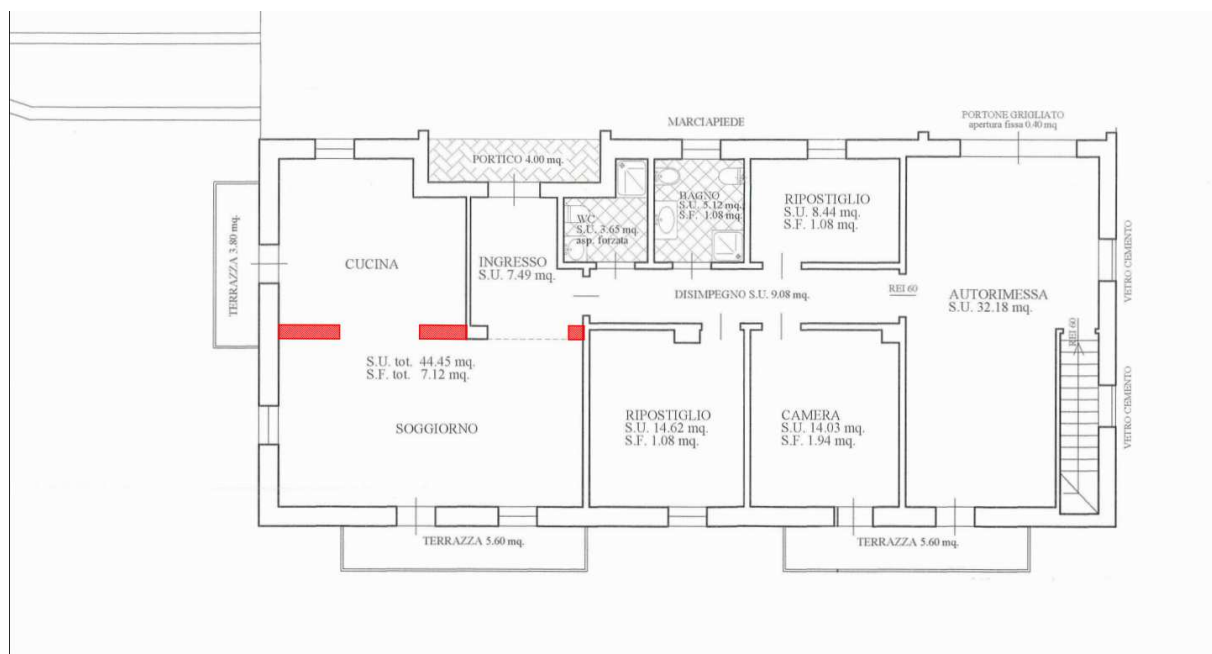 PORTONE GRIGLIATO
apertura fissa 0.40 mq
MARCIAPIEDE
PORTICO 4.00 mq.
BAGNO
S.U. 5.12 mq.
S.F. 1.08 mq.
RIPOSTIGLIO
S.U. 8.44 mq.
S.F. 1.08 mq.
WC
S.U. 3.65 mq.
asp. forzata
TERRAZZA 3.80 mq.
CUCINA
INGRESSO
S.U. 7.49 mq.
VETRO CEMENTO
DISIMPEGNO S.U. 9.08 mq.
REI 60
AUTORIMESSA
S.U. 32.18 mq.
REI 60
S.U. tot. 44.45 mq.
S.F. tot. 7.12 mq.
SOGGIORNO
RIPOSTIGLIO
S.U. 14.62 mq.
S.F. 1.08 mq.
CAMERA
S.U. 14.03 mq.
S.F. 1.94 mq.
VETRO CEMENTO
TERRAZZA 5.60 mq.
TERRAZZA 5.60 mq.